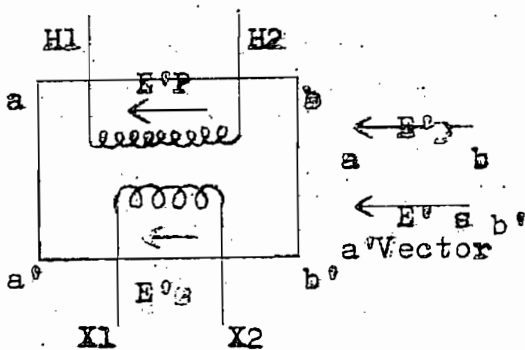 H1 H2
a E'P b
E' b
a b
E' s b'
a' Vector
a' E's b'
X1 X2